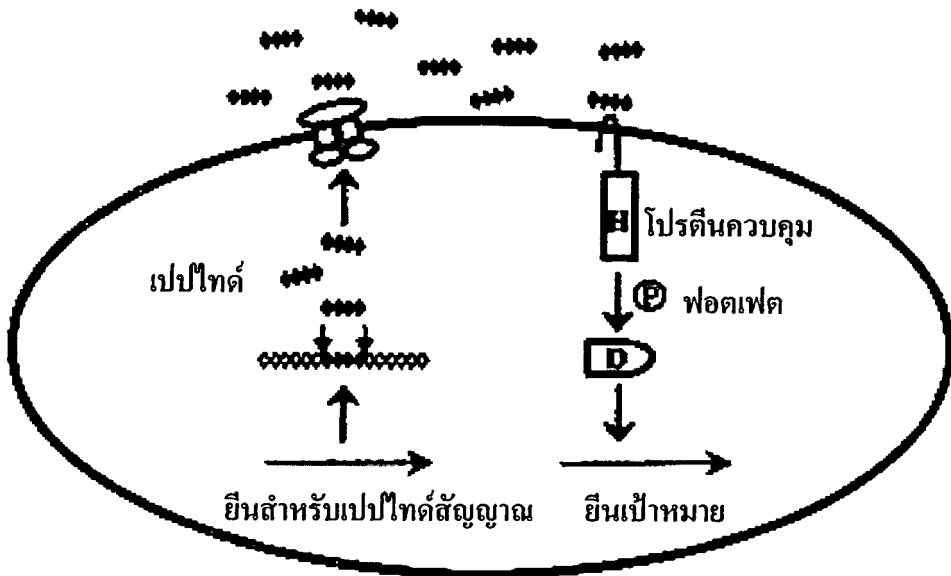 H โปรตีนควบคุม
เปปไทด์
P ฟอตเฟต
D
ยีนสำหรับเปปไทด์สัญญาณ
ยีนเป้าหมาย